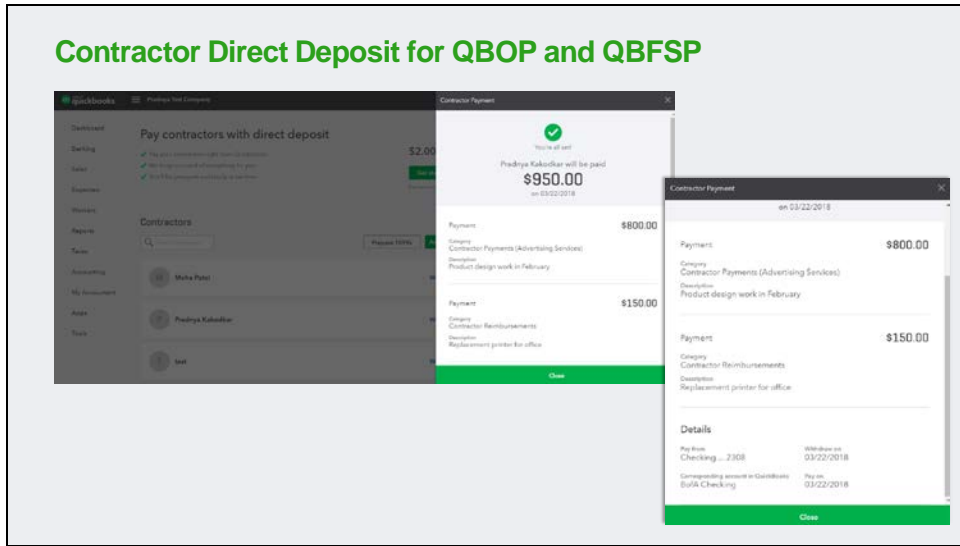 Contractor Direct Deposit for QBOP and QBFSP
quickbooks Pradnya Test Company
Dashboard
Banking
Sales
Expenses
Workers
Reports
Taxes
Accounting
My Accountant
Apps
Tools
Pay contractors with direct deposit
$2.00
Contractors
Prepare 1099s
Misha Patel
Pradnya Kakodkar
test
Contractor Payment
You're all set!
Pradnya Kakodkar will be paid
$950.00
on 03/22/2018
Payment $800.00
Category
Contractor Payments (Advertising Services)
Description
Product design work in February
Payment $150.00
Category
Contractor Reimbursements
Description
Replacement printer for office
Close
Contractor Payment
on 03/22/2018
Payment $800.00
Category
Contractor Payments (Advertising Services)
Description
Product design work in February
Payment $150.00
Category
Contractor Reimbursements
Description
Replacement printer for office
Details
Pay from Withdraw on
Checking ... 2308 03/22/2018
Corresponding account in QuickBooks Pay on
BofA Checking 03/22/2018
Close